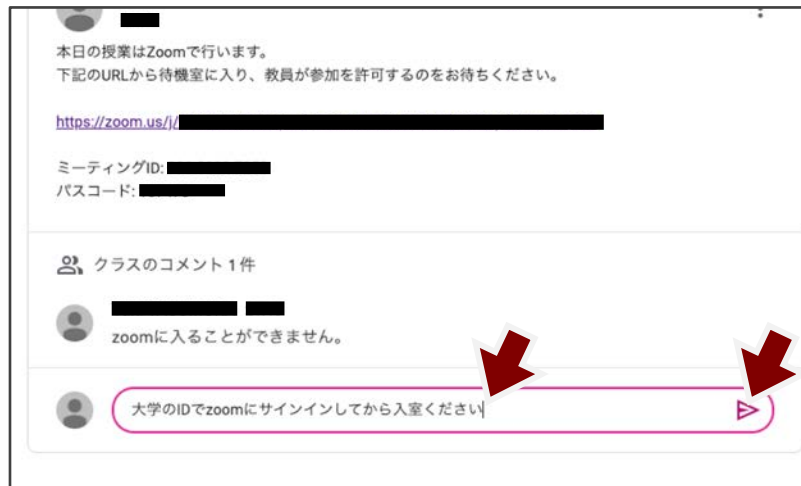 本日の授業はZoomで行います。
下記のURLから待機室に入り、教員が参加を許可するのをお待ちください。
https://zoom.us/j/
ミーティングID:
パスコード:
クラスのコメント 1 件
zoomに入ることができません。
大学のIDでzoomにサインインしてから入室ください